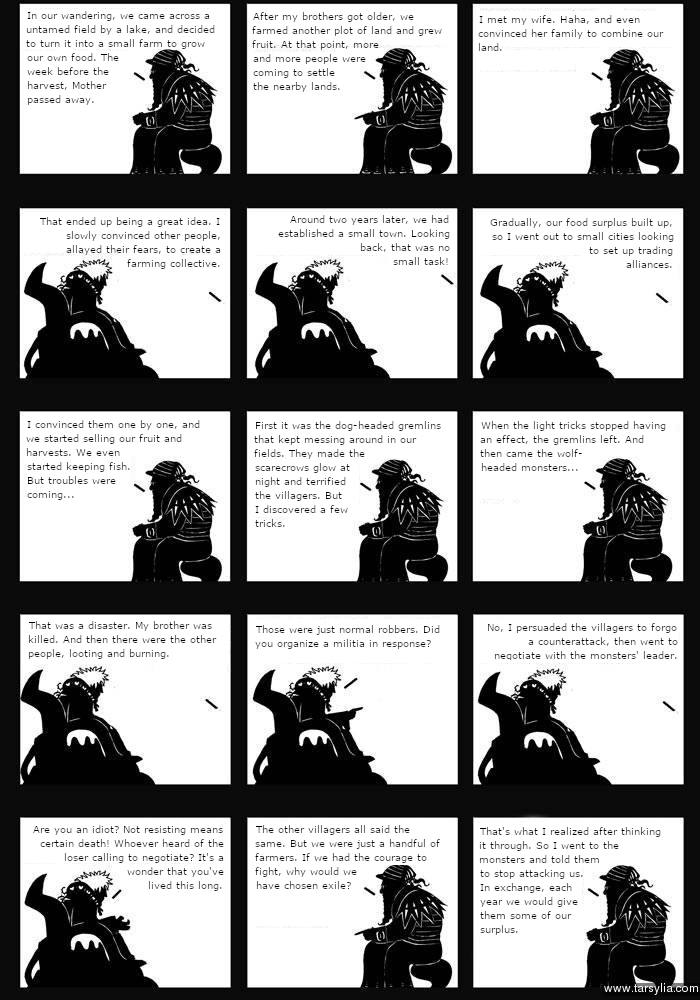 In our wandering, we came across a
untamed field by a lake, and decided
to turn it into a small farm to grow
our own food. The
week before the
harvest, Mother
passed away.
After my brothers got older, we
farmed another plot of land and grew
fruit. At that point, more
and more people were
coming to settle
the nearby lands.
I met my wife. Haha, and even
convinced her family to combine our
land.
That ended up being a great idea. I
slowly convinced other people,
allayed their fears, to create a
farming collective.
Around two years later, we had
established a small town. Looking
back, that was no
small task!
Gradually, our food surplus built up,
so I went out to small cities looking
to set up trading
alliances.
I convinced them one by one, and
we started selling our fruit and
harvests. We even
started keeping fish.
But troubles were
coming...
First it was the dog-headed gremlins
that kept messing around in our
fields. They made the
scarecrows glow at
night and terrified
the villagers. But
I discovered a few
tricks.
When the light tricks stopped having
an effect, the gremlins left. And
then came the wolf-
headed monsters...
That was a disaster. My brother was
killed. And then there were the other
people, looting and burning.
Those were just normal robbers. Did
you organize a militia in response?
No, I persuaded the villagers to forgo
a counterattack, then went to
negotiate with the monsters' leader.
Are you an idiot? Not resisting means
certain death! Whoever heard of the
loser calling to negotiate? It's a
wonder that you've
lived this long.
The other villagers all said the
same. But we were just a handful of
farmers. If we had the courage to
fight, why would we
have chosen exile?
That's what I realized after thinking
it through. So I went to the
monsters and told them
to stop attacking us.
In exchange, each
year we would give
them some of our
surplus.
www.tarsylia.com